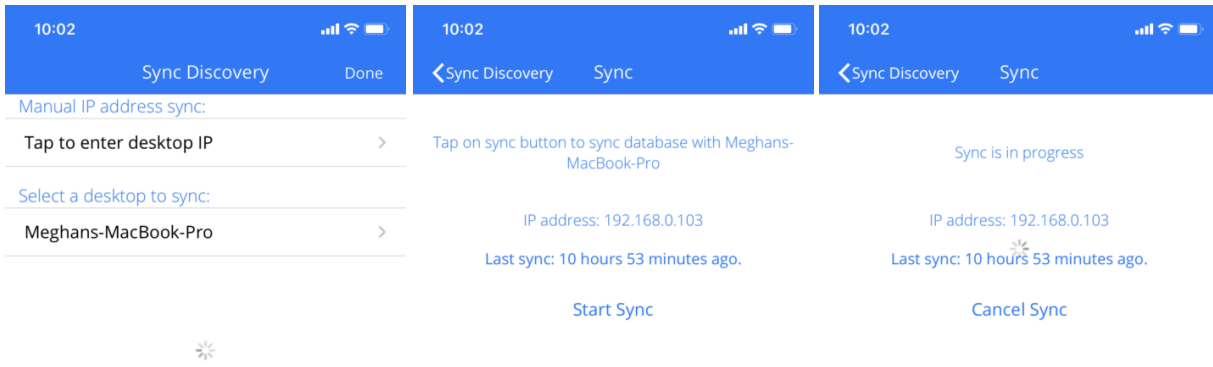 10:02
Sync Discovery
Done
Manual IP address sync:
Tap to enter desktop IP
Select a desktop to sync:
Meghans-MacBook-Pro
10:02
Sync Discovery
Sync
Tap on sync button to sync database with Meghans-
MacBook-Pro
IP address: 192.168.0.103
Last sync: 10 hours 53 minutes ago.
Start Sync
10:02
Sync Discovery
Sync
Sync is in progress
IP address: 192.168.0.103
Last sync: 10 hours 53 minutes ago.
Cancel Sync